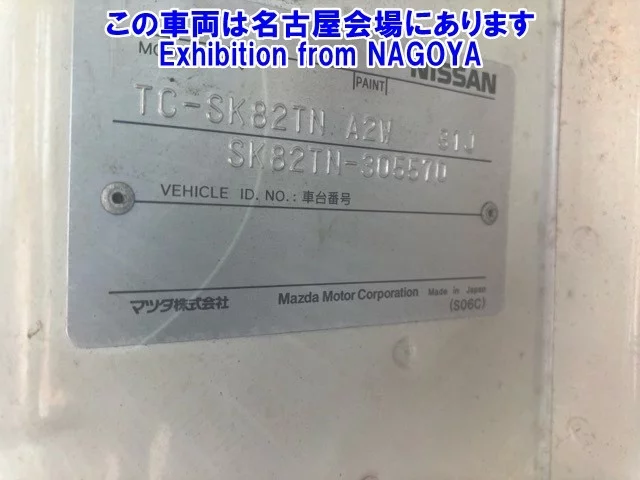 この車両は名古屋会場にあります
Exhibition from NAGOYA
NISSAN
PAINT
TC-SK82TN A2W S1J
SK82TN-305570
VEHICLE ID. NO.: 車台番号
マツダ株式会社 Mazda Motor Corporation Made in Japan
(S06C)